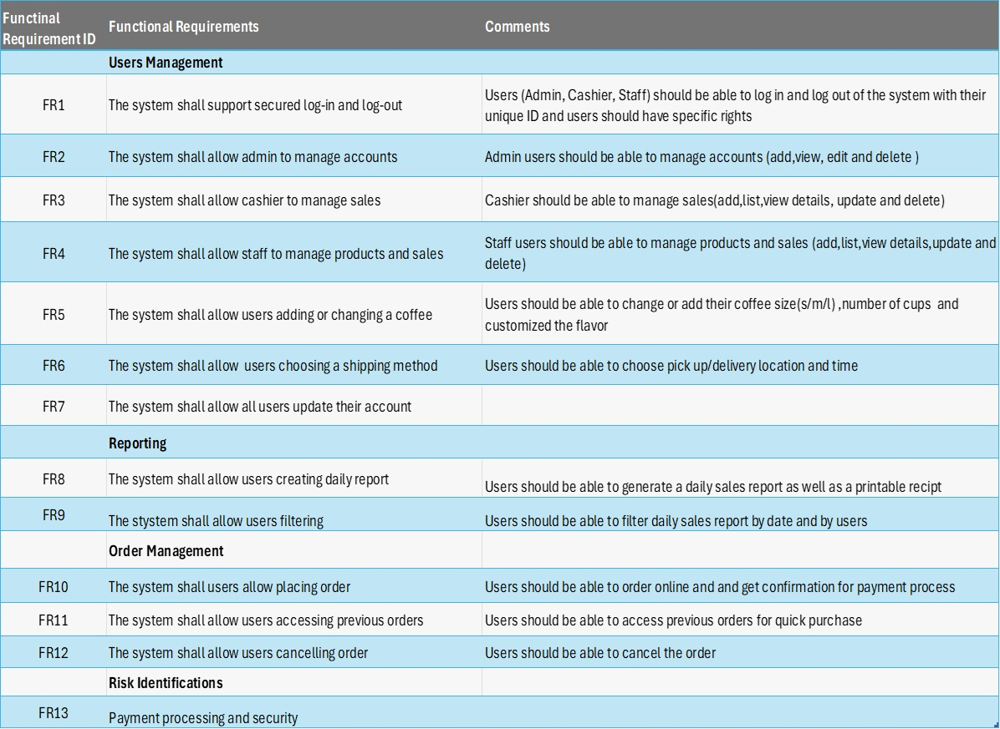 Functinal
Requirement ID
Functional Requirements
Comments
Users Management
FR1
The system shall support secured log-in and log-out
Users (Admin, Cashier, Staff) should be able to log in and log out of the system with their
unique ID and users should have specific rights
FR2
The system shall allow admin to manage accounts
Admin users should be able to manage accounts (add,view, edit and delete )
FR3
The system shall allow cashier to manage sales
Cashier should be able to manage sales(add,list,view details, update and delete)
FR4
The system shall allow staff to manage products and sales
Staff users should be able to manage products and sales (add,list,view details,update and
delete)
FR5
The system shall allow users adding or changing a coffee
Users should be able to change or add their coffee size(s/m/l) ,number of cups  and
customized the flavor
FR6
The system shall allow  users choosing a shipping method
Users should be able to choose pick up/delivery location and time
FR7
The system shall allow all users update their account
Reporting
FR8
The system shall allow users creating daily report
Users should be able to generate a daily sales report as well as a printable recipt
FR9
The stystem shall allow users filtering
Users should be able to filter daily sales report by date and by users
Order Management
FR10
The system shall users allow placing order
Users should be able to order online and and get confirmation for payment process
FR11
The system shall allow users accessing previous orders
Users should be able to access previous orders for quick purchase
FR12
The system shall allow users cancelling order
Users should be able to cancel the order
Risk Identifications
FR13
Payment processing and security